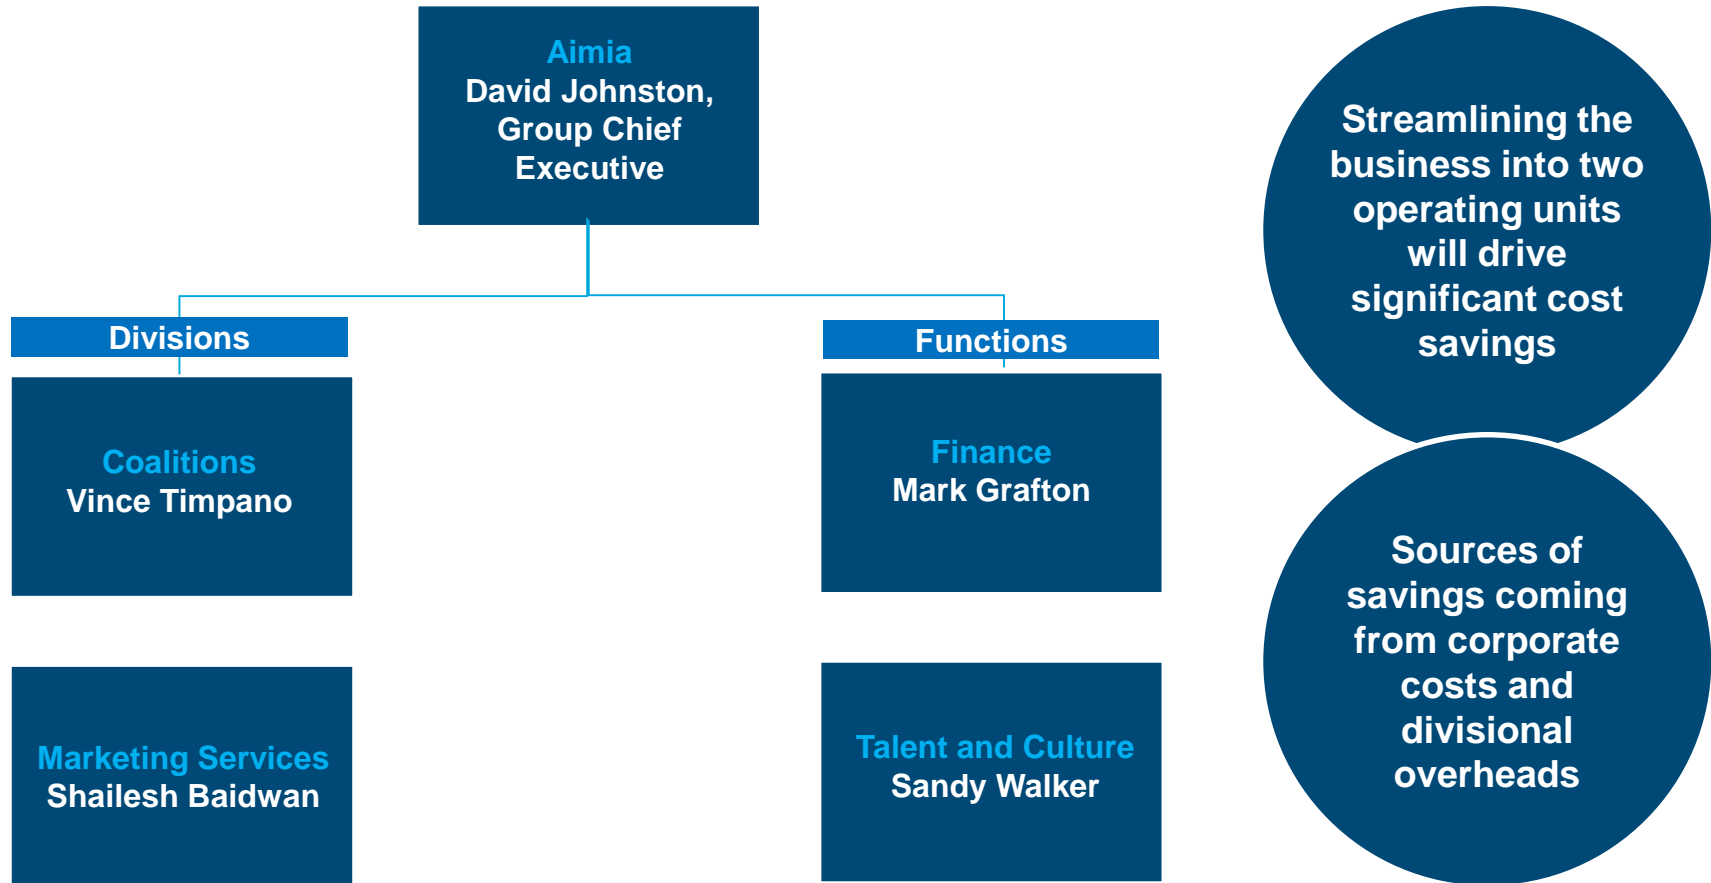 Aimia
David Johnston,
Group Chief
Executive
Divisions
Coalitions
Vince Timpano
Marketing Services
Shailesh Baidwan
Functions
Finance
Mark Grafton
Talent and Culture
Sandy Walker
Streamlining the
business into two
operating units
will drive
significant cost
savings
Sources of
savings coming
from corporate
costs and
divisional
overheads